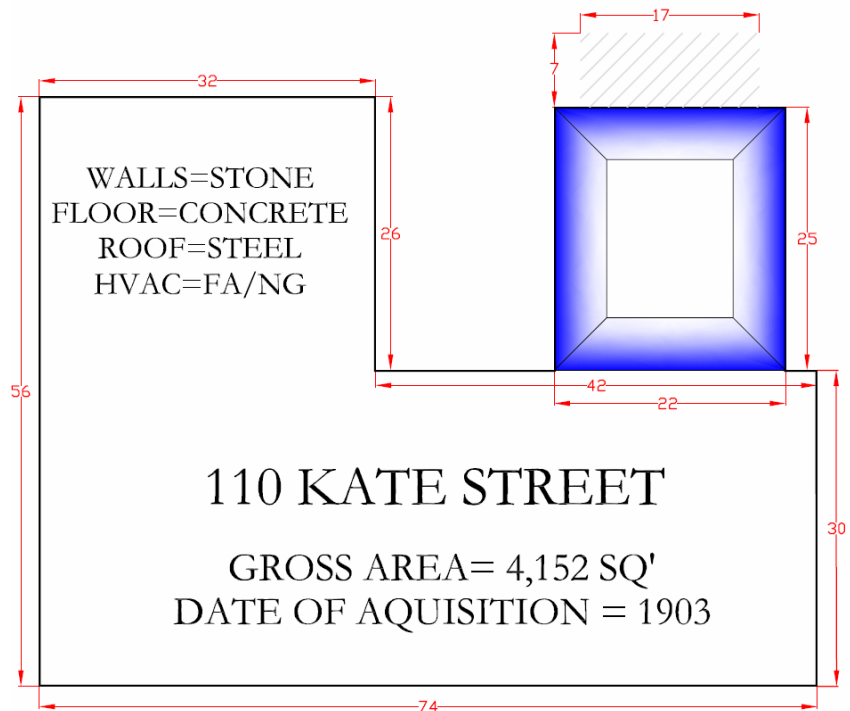 17
7
32
WALLS=STONE
FLOOR=CONCRETE
ROOF=STEEL
HVAC=FA/NG
26
25
56
42
22
110 KATE STREET
30
GROSS AREA= 4,152 SQ'
DATE OF AQUISITION = 1903
74